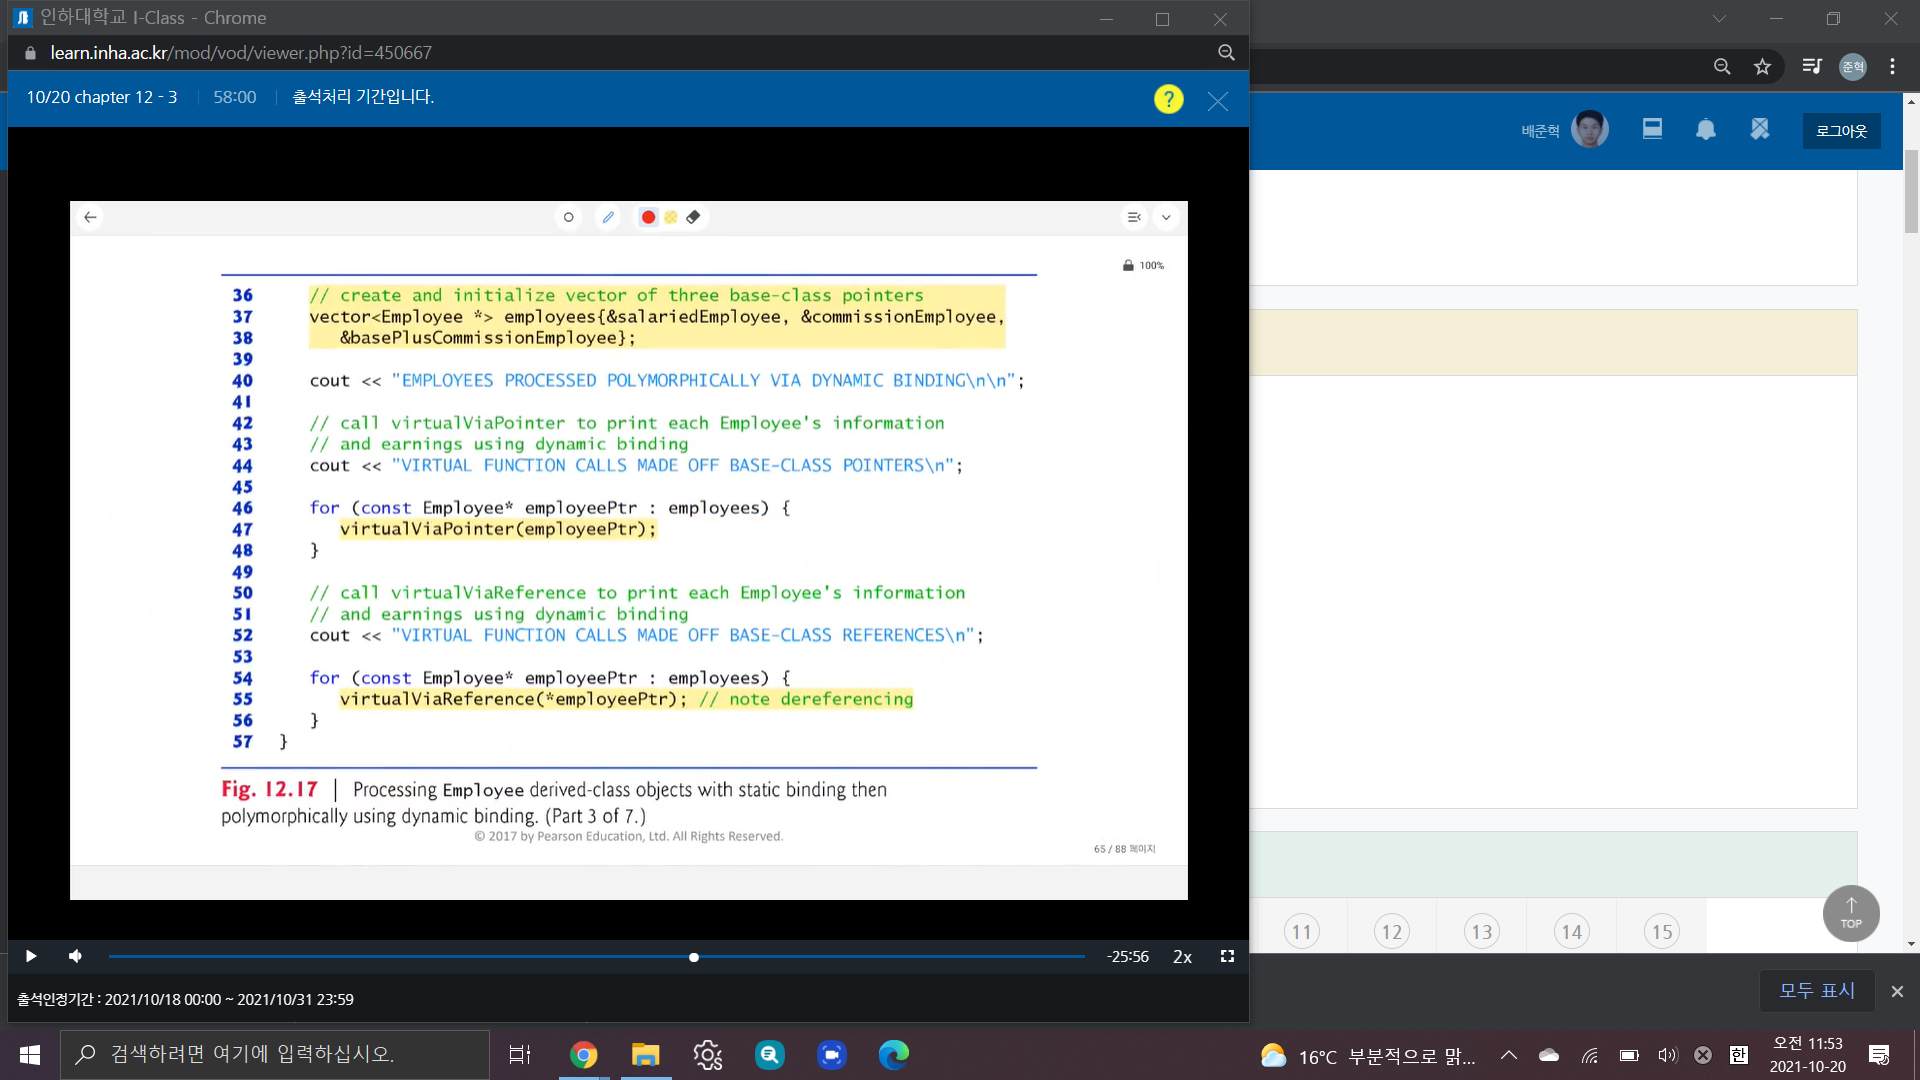 인하대학교 I-Class - Chrome
learn.inha.ac.kr/mod/vod/viewer.php?id=450667
준혁
10/20 chapter 12 - 3
58:00
출석처리 기간입니다.
?
배준혁
로그아웃
100%
36 // create and initialize vector of three base-class pointers
37 vector<Employee *> employees{&salariedEmployee, &commissionEmployee,
38 &basePlusCommissionEmployee};
39
40 cout << "EMPLOYEES PROCESSED POLYMORPHICALLY VIA DYNAMIC BINDING\n\n";
41
42 // call virtualViaPointer to print each Employee's information
43 // and earnings using dynamic binding
44 cout << "VIRTUAL FUNCTION CALLS MADE OFF BASE-CLASS POINTERS\n";
45
46 for (const Employee* employeePtr : employees) {
47 virtualViaPointer(employeePtr);
48 }
49
50 // call virtualViaReference to print each Employee's information
51 // and earnings using dynamic binding
52 cout << "VIRTUAL FUNCTION CALLS MADE OFF BASE-CLASS REFERENCES\n";
53
54 for (const Employee* employeePtr : employees) {
55 virtualViaReference(*employeePtr); // note dereferencing
56 }
57 }
Fig. 12.17 | Processing Employee derived-class objects with static binding then
polymorphically using dynamic binding. (Part 3 of 7.)
© 2017 by Pearson Education, Ltd. All Rights Reserved.
65 / 88 페이지
11 12 13 14 15
TOP
-25:56
2x
출석인정기간 : 2021/10/18 00:00 ~ 2021/10/31 23:59
모두 표시
검색하려면 여기에 입력하십시오.
16°C 부분적으로 맑...
한
오전 11:53
2021-10-20